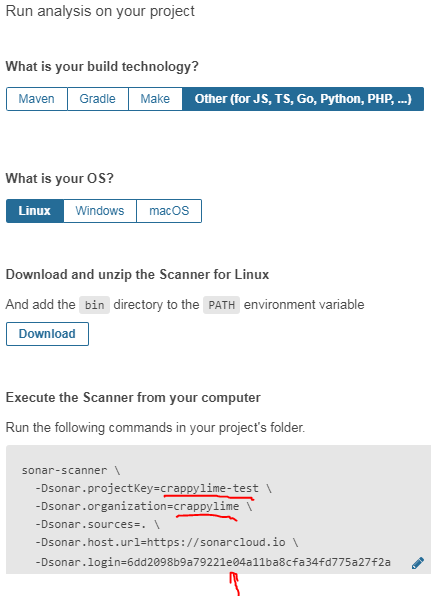 Run analysis on your project
What is your build technology?
Maven Gradle Make Other (for JS, TS, Go, Python, PHP, ...)
What is your OS?
Linux Windows macOS
Download and unzip the Scanner for Linux
And add the bin directory to the PATH environment variable
Download
Execute the Scanner from your computer
Run the following commands in your project's folder.
sonar-scanner \
-Dsonar.projectKey=crappylime-test \
-Dsonar.organization=crappylime \
-Dsonar.sources=. \
-Dsonar.host.url=https://sonarcloud.io \
-Dsonar.login=6dd2098b9a79221e04a11ba8cfa34fd775a27f2a